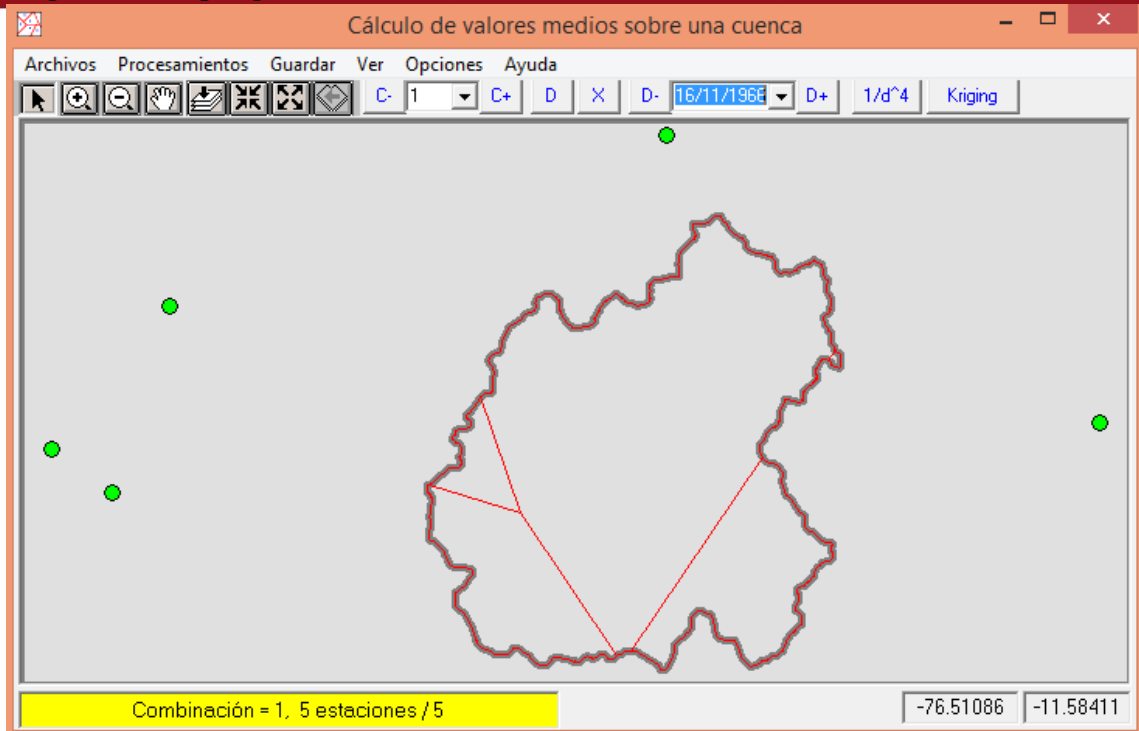 Cálculo de valores medios sobre una cuenca
Archivos Procesamientos Guardar Ver Opciones Ayuda
C- 1 C+ D X D- 16/11/1968 D+ 1/d^4 Kriging
Combinación = 1, 5 estaciones / 5 -76.51086 -11.58411